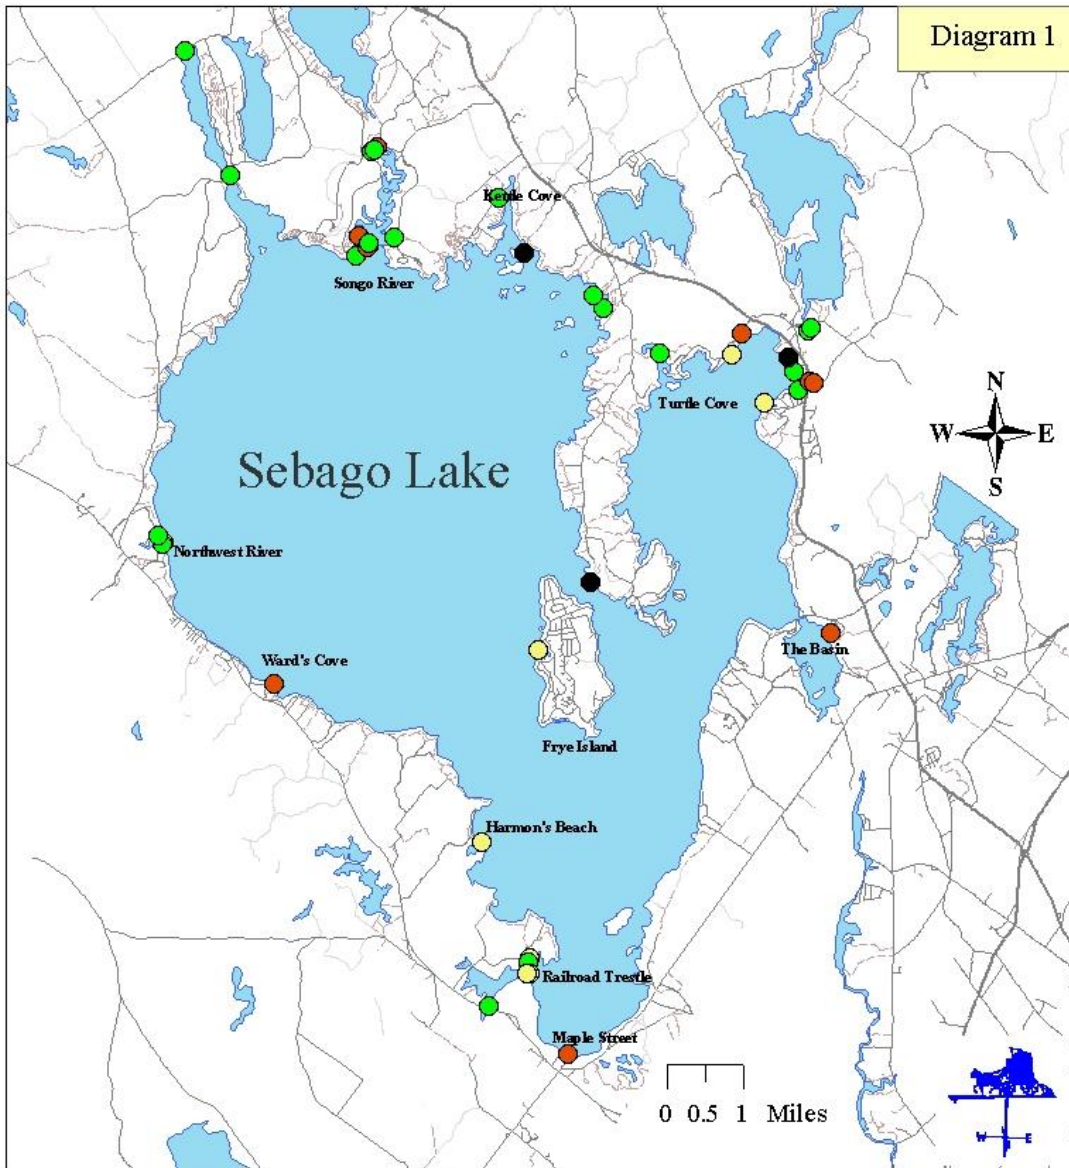 Diagram 1
Kettle Cove
Songo River
Turtle Cove
N
W E
S
Sebago Lake
Northwest River
The Basin
Ward's Cove
Frye Island
Harmon's Beach
Railroad Trestle
Maple Street
0 0.5 1 Miles
W E